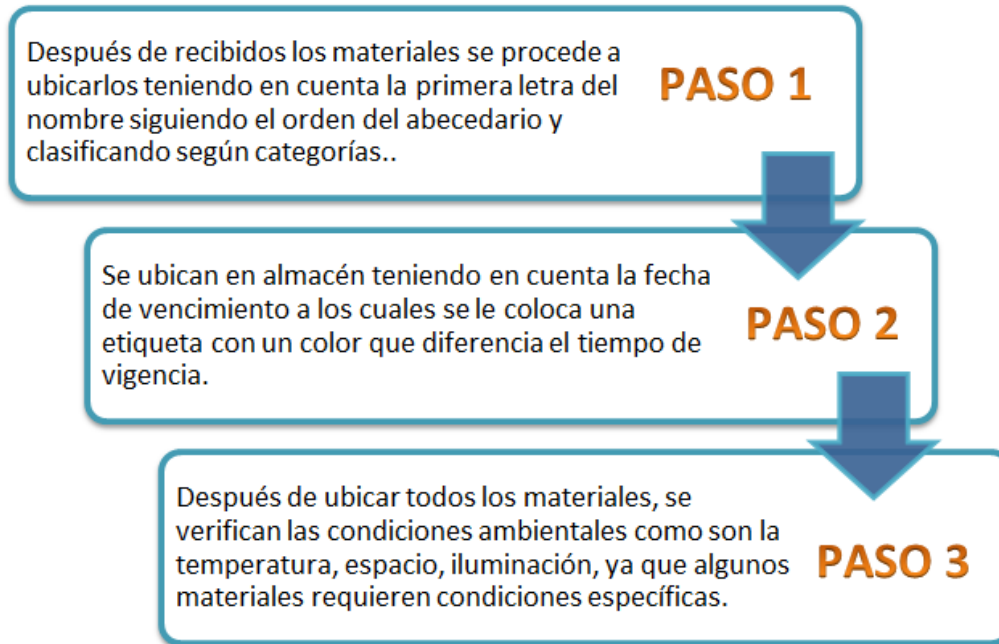 Después de recibidos los materiales se procede a
ubicarlos teniendo en cuenta la primera letra del
nombre siguiendo el orden del abecedario y
clasificando según categorías..
PASO 1
Se ubican en almacén teniendo en cuenta la fecha
de vencimiento a los cuales se le coloca una
etiqueta con un color que diferencia el tiempo de
vigencia.
PASO 2
Después de ubicar todos los materiales, se
verifican las condiciones ambientales como son la
temperatura, espacio, iluminación, ya que algunos
materiales requieren condiciones específicas.
PASO 3